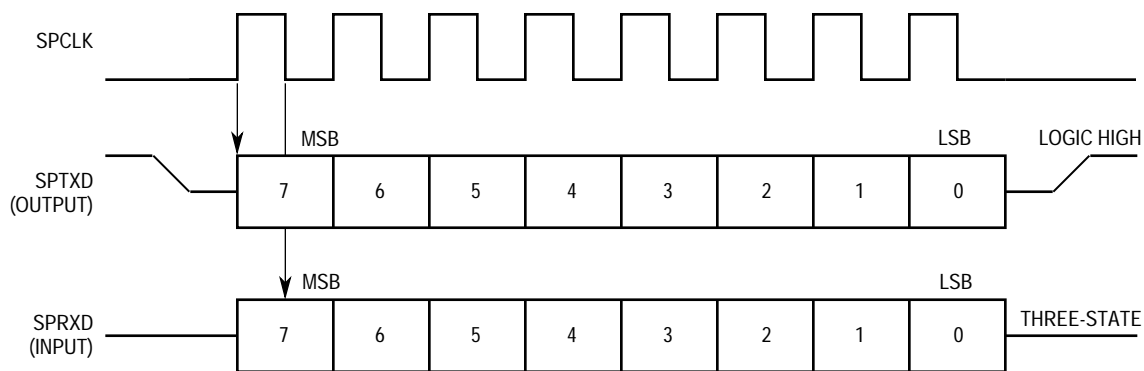 SPCLK
MSB
LSB
LOGIC HIGH
SPTXD
(OUTPUT)
7 6 5 4 3 2 1 0
MSB
LSB
THREE-STATE
SPRXD
(INPUT)
7 6 5 4 3 2 1 0